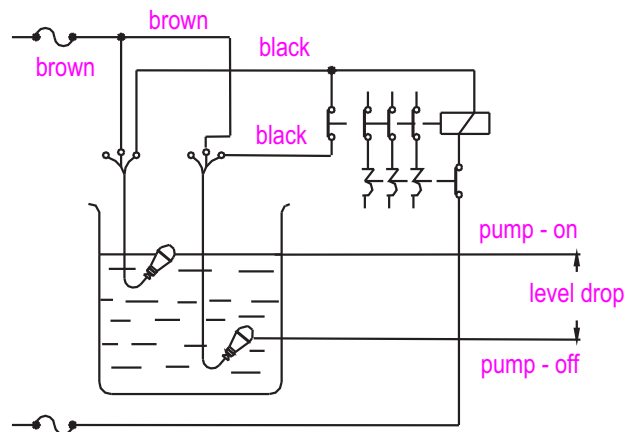 brown
brown
black
black
pump - on
level drop
pump - off